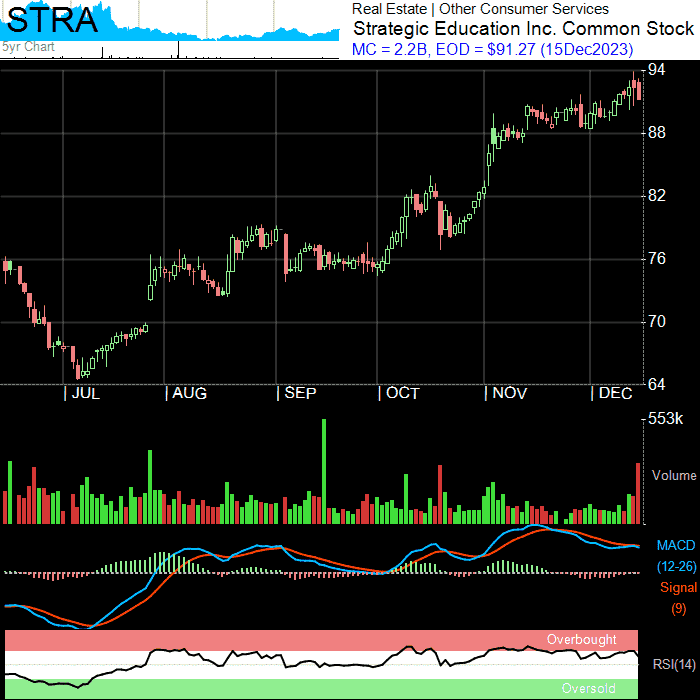 STRA
5yr Chart
Real Estate | Other Consumer Services
Strategic Education Inc. Common Stock
MC = 2.2B, EOD = $91.27 (15Dec2023)
94
88
82
76
70
64
| JUL | AUG | SEP | OCT | NOV | DEC
553k
Volume
MACD
(12-26)
Signal
(9)
Overbought
RSI(14)
Oversold